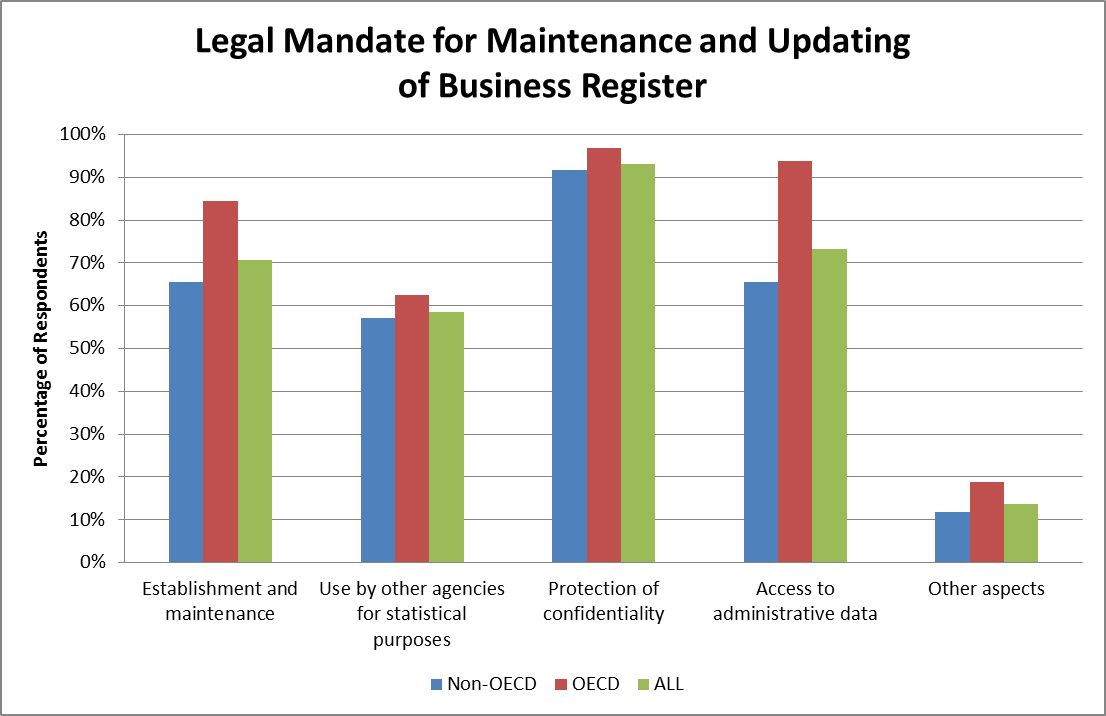 Legal Mandate for Maintenance and Updating
of Business Register
Percentage of Respondents
100%
90%
80%
70%
60%
50%
40%
30%
20%
10%
0%
Establishment and
maintenance
Use by other agencies
for statistical
purposes
Protection of
confidentiality
Access to
administrative data
Other aspects
Non-OECD OECD ALL